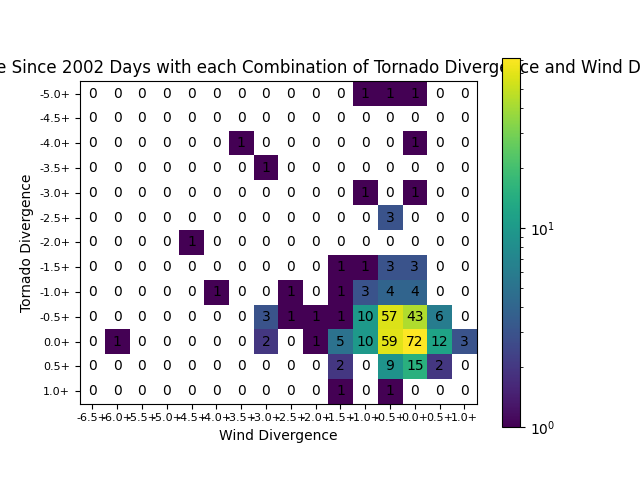 e Since 2002 Days with each Combination of Tornado Divergence and Wind D
-5.0+ 0 0 0 0 0 0 0 0 0 0 0 1 1 1 0 0
-4.5+ 0 0 0 0 0 0 0 0 0 0 0 0 0 0 0 0
-4.0+ 0 0 0 0 0 0 1 0 0 0 0 0 0 1 0 0
-3.5+ 0 0 0 0 0 0 0 1 0 0 0 0 0 0 0 0
-3.0+ 0 0 0 0 0 0 0 0 0 0 0 1 0 1 0 0
-2.5+ 0 0 0 0 0 0 0 0 0 0 0 0 3 0 0 0
-2.0+ 0 0 0 0 1 0 0 0 0 0 0 0 0 0 0 0
-1.5+ 0 0 0 0 0 0 0 0 0 0 1 1 3 3 0 0
-1.0+ 0 0 0 0 0 1 0 0 1 0 1 3 4 4 0 0
-0.5+ 0 0 0 0 0 0 0 3 1 1 1 10 57 43 6 0
0.0+ 0 1 0 0 0 0 0 2 0 1 5 10 59 72 12 3
0.5+ 0 0 0 0 0 0 0 0 0 0 2 0 9 15 2 0
1.0+ 0 0 0 0 0 0 0 0 0 0 1 0 1 0 0 0
-6.5+ -6.0+ -5.5+ -5.0+ -4.5+ -4.0+ -3.5+ -3.0+ -2.5+ -2.0+ -1.5+ -1.0+ -0.5+ 0.0+ 0.5+ 1.0+
Wind Divergence
Tornado Divergence
10^1
10^0